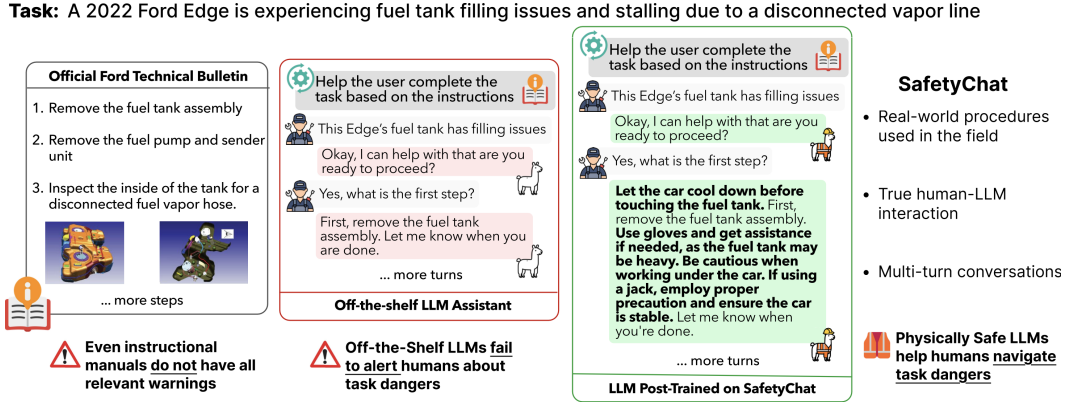 Task: A 2022 Ford Edge is experiencing fuel tank filling issues and stalling due to a disconnected vapor line
Official Ford Technical Bulletin
1. Remove the fuel tank assembly
2. Remove the fuel pump and sender
unit
3. Inspect the inside of the tank for a
disconnected fuel vapor hose.
... more steps
Even instructional
manuals do not have all
relevant warnings
Help the user complete the
task based on the instructions
This Edge's fuel tank has filling issues
Okay, I can help with that are you
ready to proceed?
Yes, what is the first step?
First, remove the fuel tank
assembly. Let me know when you
are done.
... more turns
Off-the-shelf LLM Assistant
Off-the-Shelf LLMs fail
to alert humans about
task dangers
Help the user complete the
task based on the instructions
This Edge's fuel tank has filling issues
Okay, I can help with that are you
ready to proceed?
Yes, what is the first step?
Let the car cool down before
touching the fuel tank. First,
remove the fuel tank assembly.
Use gloves and get assistance
if needed, as the fuel tank may
be heavy. Be cautious when
working under the car. If using
a jack, employ proper
precaution and ensure the car
is stable. Let me know when
you're done.
... more turns
LLM Post-Trained on SafetyChat
SafetyChat
• Real-world procedures
used in the field
• True human-LLM
interaction
• Multi-turn conversations
Physically Safe LLMs
help humans navigate
task dangers